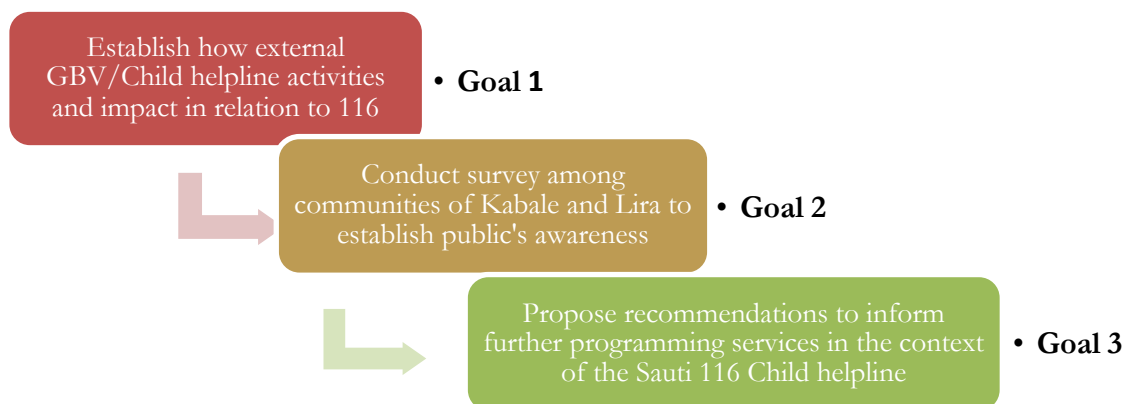 Establish how external
GBV/Child helpline activities
and impact in relation to 116
• Goal 1
Conduct survey among
communities of Kabale and Lira to
establish public's awareness
• Goal 2
Propose recommendations to inform
further programming services in the context
of the Sauti 116 Child helpline
• Goal 3